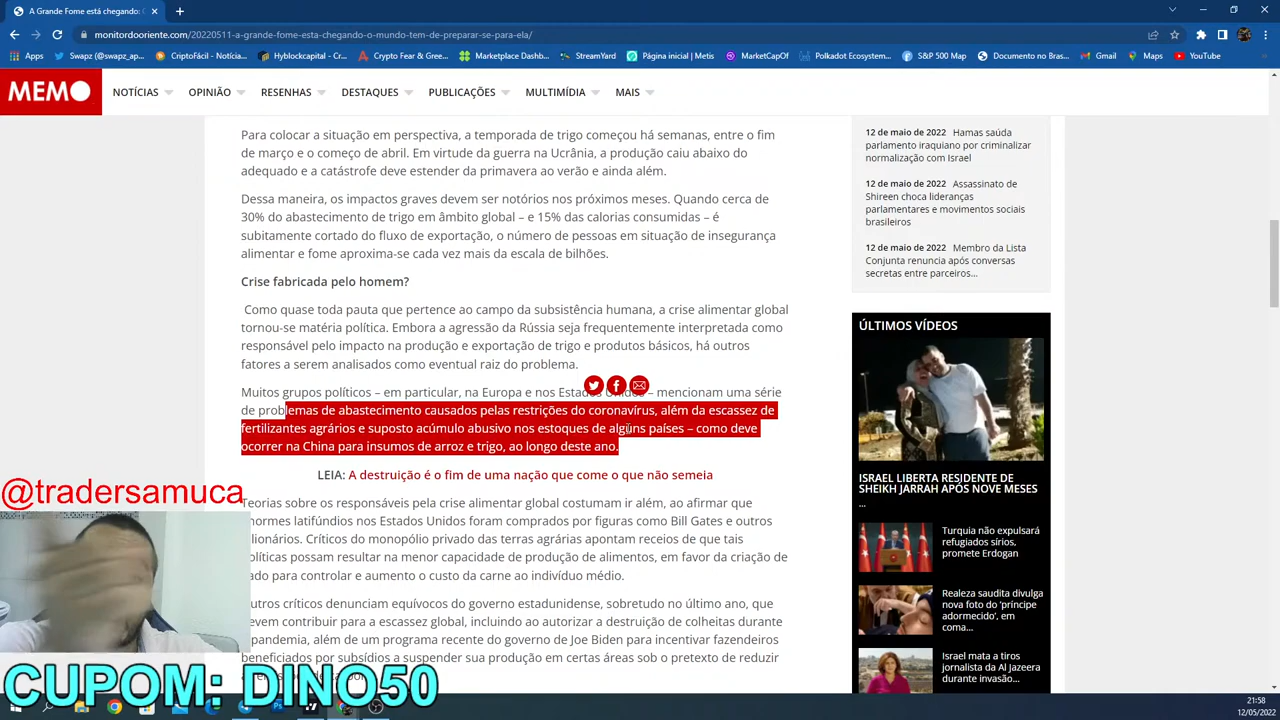 A Grande Fome está chegando:
monitordooriente.com/20220511-a-grande-fome-esta-chegando-o-mundo-tem-de-preparar-se-para-ela/
Apps
Swapz (@swapz_ap...
CriptoFácil - Notícia...
Hyblockcapital - Cr...
Crypto Fear & Gree...
Marketplace Dashb...
StreamYard
Página inicial | Metis
MarketCapOf
Polkadot Ecosystem...
S&P 500 Price
Documento no Bras...
Gmail
Maps
YouTube
MEMO
NOTÍCIAS
OPINIÃO
RESENHAS
DESTAQUES
PUBLICAÇÕES
MULTIMÍDIA
MAIS
Para colocar a situação em perspectiva, a temporada de trigo começou há semanas, entre o fim
de março e o começo de abril. Em virtude da guerra na Ucrânia, a produção caiu abaixo do
adequado e a catástrofe deve estender da primavera ao verão e ainda além.
Dessa maneira, os impactos graves devem ser notórios nos próximos meses. Quando cerca de
30% do abastecimento de trigo em âmbito global – e 15% das calorias consumidas – é
subitamente cortado do fluxo de exportação, o número de pessoas em situação de insegurança
alimentar e fome aproxima-se cada vez mais da escala de bilhões.
Crise fabricada pelo homem?
Como quase toda pauta que pertence ao campo da subsistência humana, a crise alimentar global
tornou-se matéria política. Embora a agressão da Rússia seja frequentemente interpretada como
responsável pelo impacto na produção e exportação de trigo e produtos básicos, há outros
fatores a serem analisados como eventual raiz do problema.
Muitos grupos políticos – em particular, na Europa e nos Estados Unidos – mencionam uma série
de problemas de abastecimento causados pelas restrições do coronavírus, além da escassez de
fertilizantes agrários e suposto acúmulo abusivo nos estoques de alguns países – como deve
ocorrer na China para insumos de arroz e trigo, ao longo deste ano.
LEIA: A destruição é o fim de uma nação que come o que não semeia
Teorias sobre os responsáveis pela crise alimentar global costumam ir além, ao afirmar que
normes latifúndios nos Estados Unidos foram comprados por figuras como Bill Gates e outros
ilionários. Críticos do monopólio privado das terras agrárias apontam receios de que tais
olíticas possam resultar na menor capacidade de produção de alimentos, em favor da criação de
ado para controlar e aumento o custo da carne ao indivíduo médio.
utros críticos denunciam equívocos do governo estadunidense, sobretudo no último ano, que
evem contribuir para a escassez global, incluindo ao autorizar a destruição de colheitas durante
pandemia, além de um programa recente do governo de Joe Biden para incentivar fazendeiros
beneficiados por subsídios a suspender sua produção em certas áreas sob o pretexto de reduzir
12 de maio de 2022 Hamas saúda
parlamento iraquiano por criminalizar
normalização com Israel
12 de maio de 2022 Assassinato de
Shireen choca lideranças
parlamentares e movimentos sociais
brasileiros
12 de maio de 2022 Membro da Lista
Conjunta renuncia após conversas
secretas entre parceiros...
ÚLTIMOS VÍDEOS
ISRAEL LIBERTA RESIDENTE DE
SHEIKH JARRAH APÓS NOVE MESES
...
Turquia não expulsará
refugiados sírios,
promete Erdogan
Realeza saudita divulga
nova foto do 'príncipe
adormecido', em
coma...
Israel mata a tiros
jornalista da Al Jazeera
durante invasão...
@tradersamuca
CUPOM: DINO50
21:58
12/05/2022